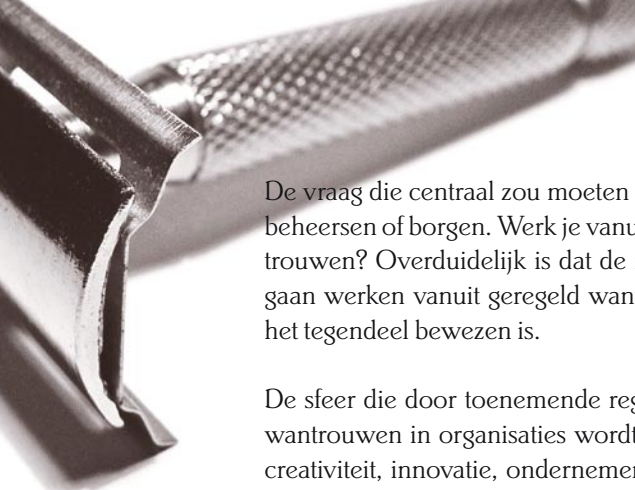 De vraag die centraal zou moeten
beheersen of borgen. Werk je vanu
trouwen? Overduidelijk is dat de
gaan werken vanuit geregeld wan
het tegendeel bewezen is.
De sfeer die door toenemende reg
wantrouwen in organisaties wordt
creativiteit, innovatie, ondernemer